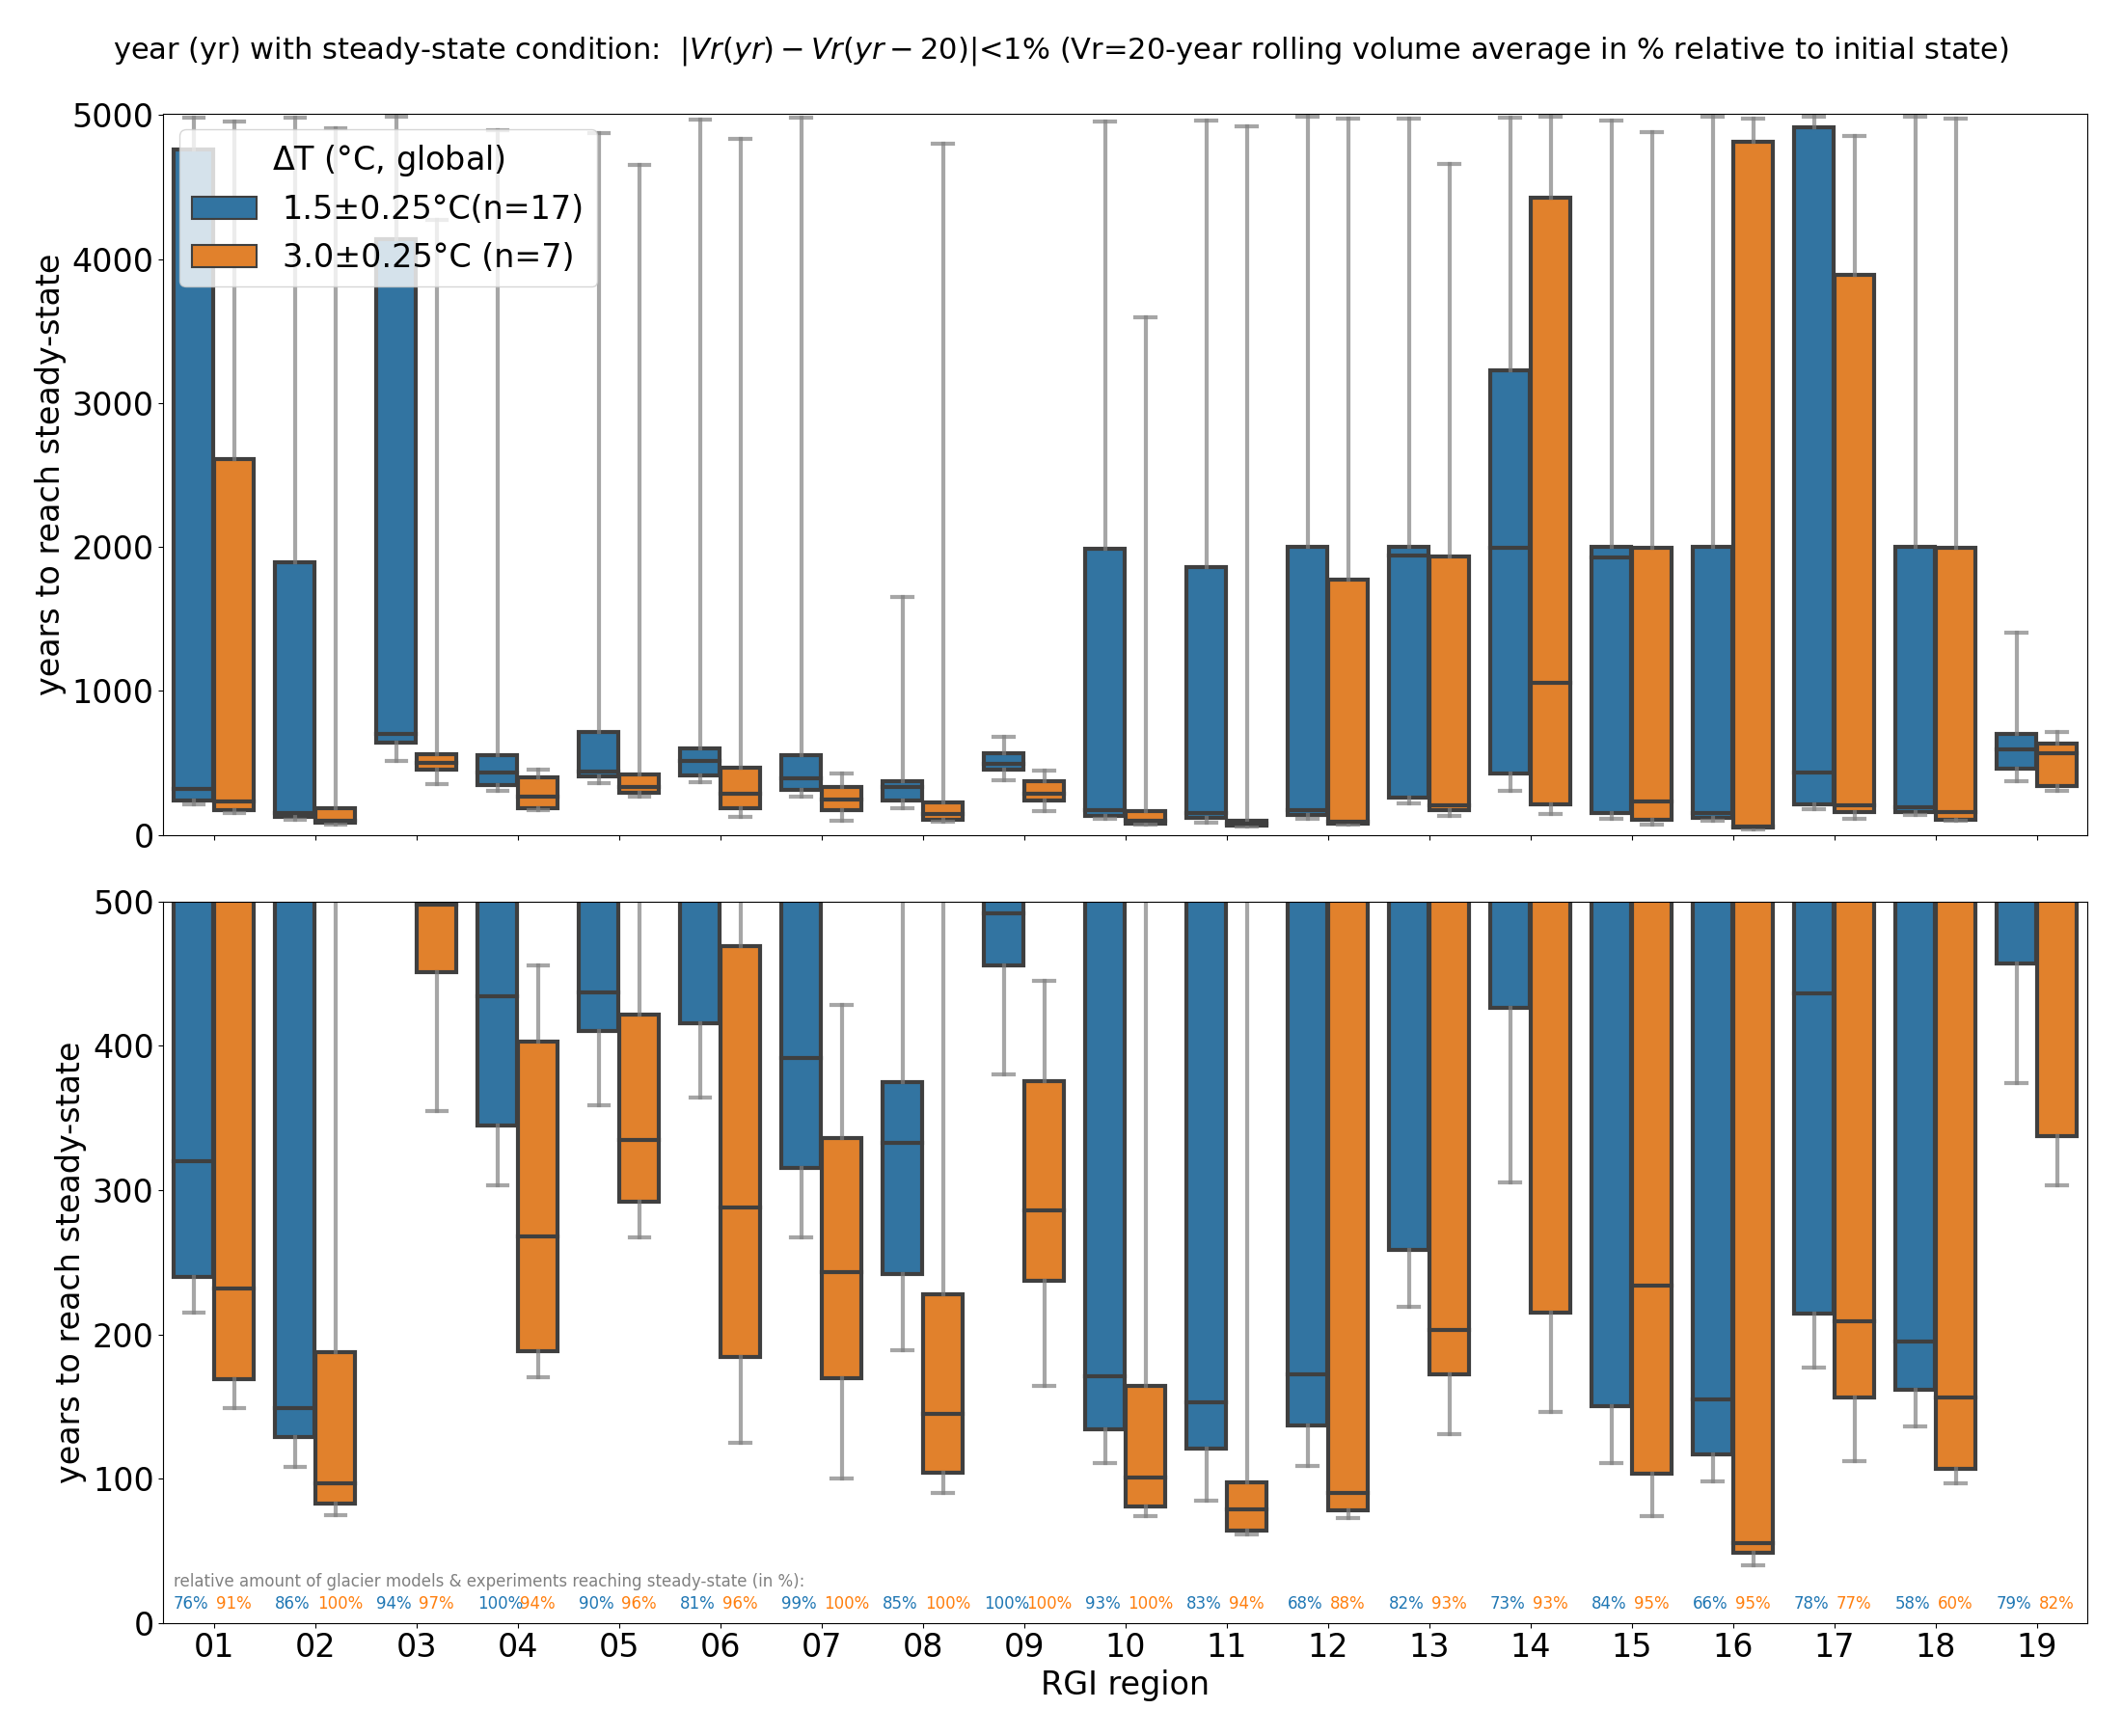 year (yr) with steady-state condition: |Vr(yr) − Vr(yr − 20)|<1% (Vr=20-year rolling volume average in % relative to initial state)
5000
4000
3000
2000
1000
0
years to reach steady-state
ΔT (°C, global)
1.5±0.25°C(n=17)
3.0±0.25°C (n=7)
500
400
300
200
100
0
years to reach steady-state
relative amount of glacier models & experiments reaching steady-state (in %):
76% 91% 86% 100% 94% 97% 100% 94% 90% 96% 81% 96% 99% 100% 85% 100% 100% 100% 93% 100% 83% 94% 68% 88% 82% 93% 73% 93% 84% 95% 66% 95% 78% 77% 58% 60% 79% 82%
01 02 03 04 05 06 07 08 09 10 11 12 13 14 15 16 17 18 19
RGI region